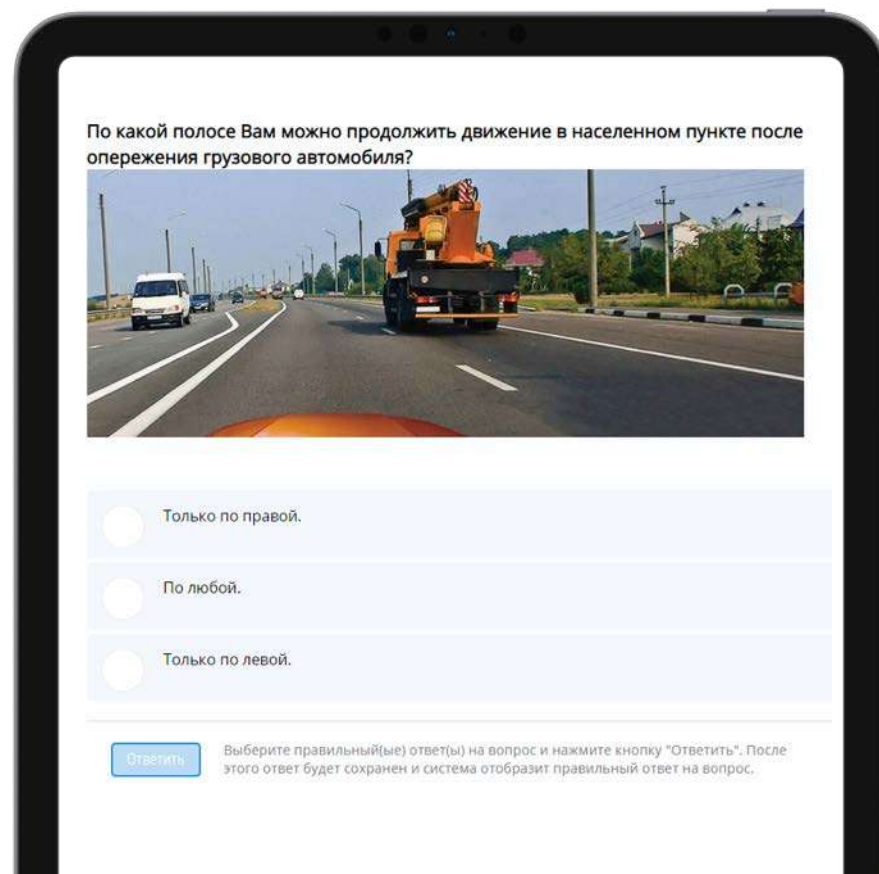 По какой полосе Вам можно продолжить движение в населенном пункте после
опережения грузового автомобиля?
Только по правой.
По любой.
Только по левой.
Ответить
Выберите правильный(ые) ответ(ы) на вопрос и нажмите кнопку "Ответить". После
этого ответ будет сохранен и система отобразит правильный ответ на вопрос.